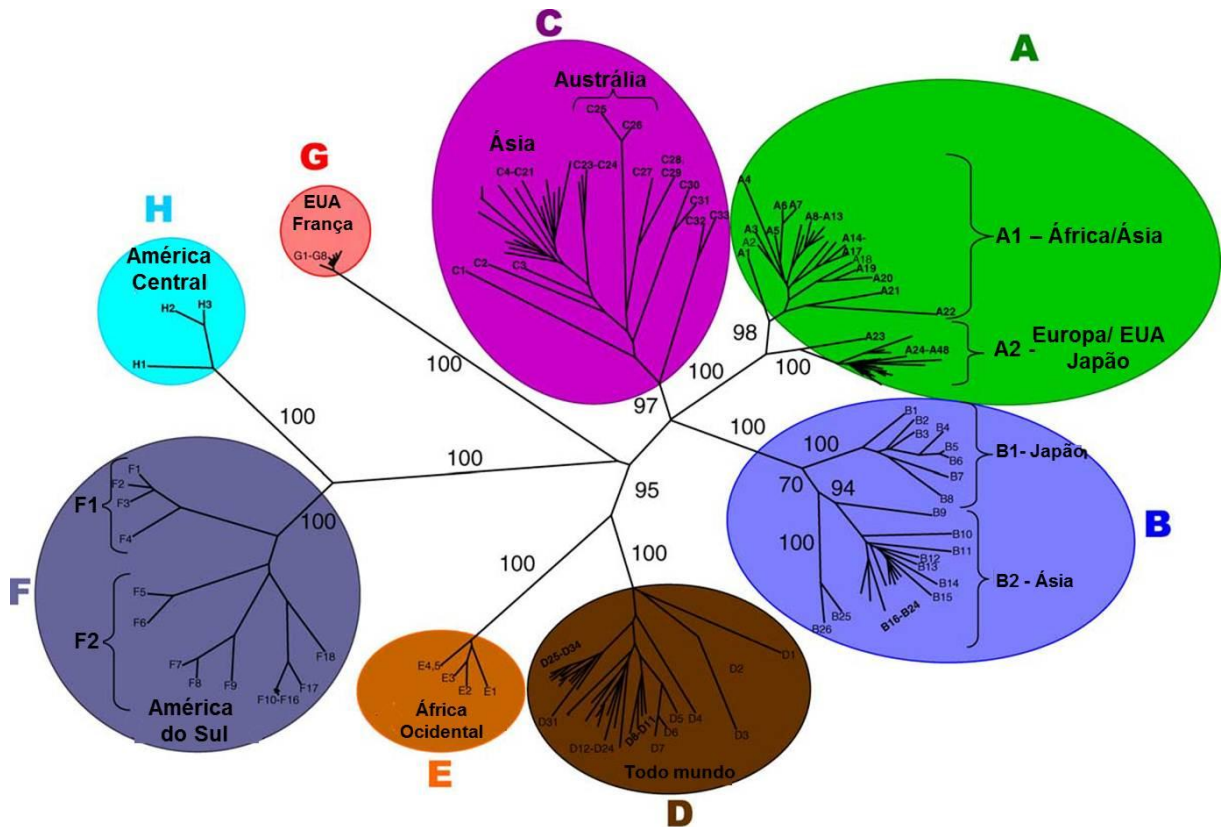 C
Austrália
C25
C26
Ásia
C4-C21
C23-C24
C27
C28,
C29
C30
C31
C32
C33
C1
C2
C3
A
A4
A6
A7
A8-A13
A3
A5
A2
A1
A14-
A17
A18
A19
A20
A21
A22
A1 – África/Ásia
A23
A24-A48
A2 -
Europa/ EUA
Japão
G
EUA
França
G1-G8
H
América
Central
H2
H3
H1
98
100
100
97
100
100
100
100
95
100
100
100
100
70
94
100
B1
B2
B3
B4
B5
B6
B7
B8
B9
B10
B11
B12
B13
B14
B15
B16-B24
B25
B26
B1- Japão,
B2 - Ásia
B
F1
F1
F2
F3
F4
F
F2
F5
F6
F7
F8
F9
F10-F16
F17
F18
América
do Sul
E4,5
E3
E2
E1
África
Ocidental
E
D25-D34
D31
D12-D24
D8-D11
D7
D6
D5
D4
D3
D2
D1
Todo mundo
D